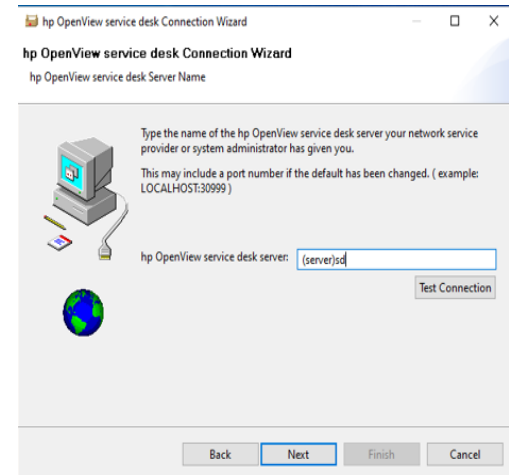 hp OpenView service desk Connection Wizard
hp OpenView service desk Connection Wizard
hp OpenView service desk Server Name
Type the name of the hp OpenView service desk server your network service
provider or system administrator has given you.
This may include a port number if the default has been changed. ( example:
LOCALHOST:30999 )
hp OpenView service desk server: (server)sd
Test Connection
Back Next Finish Cancel